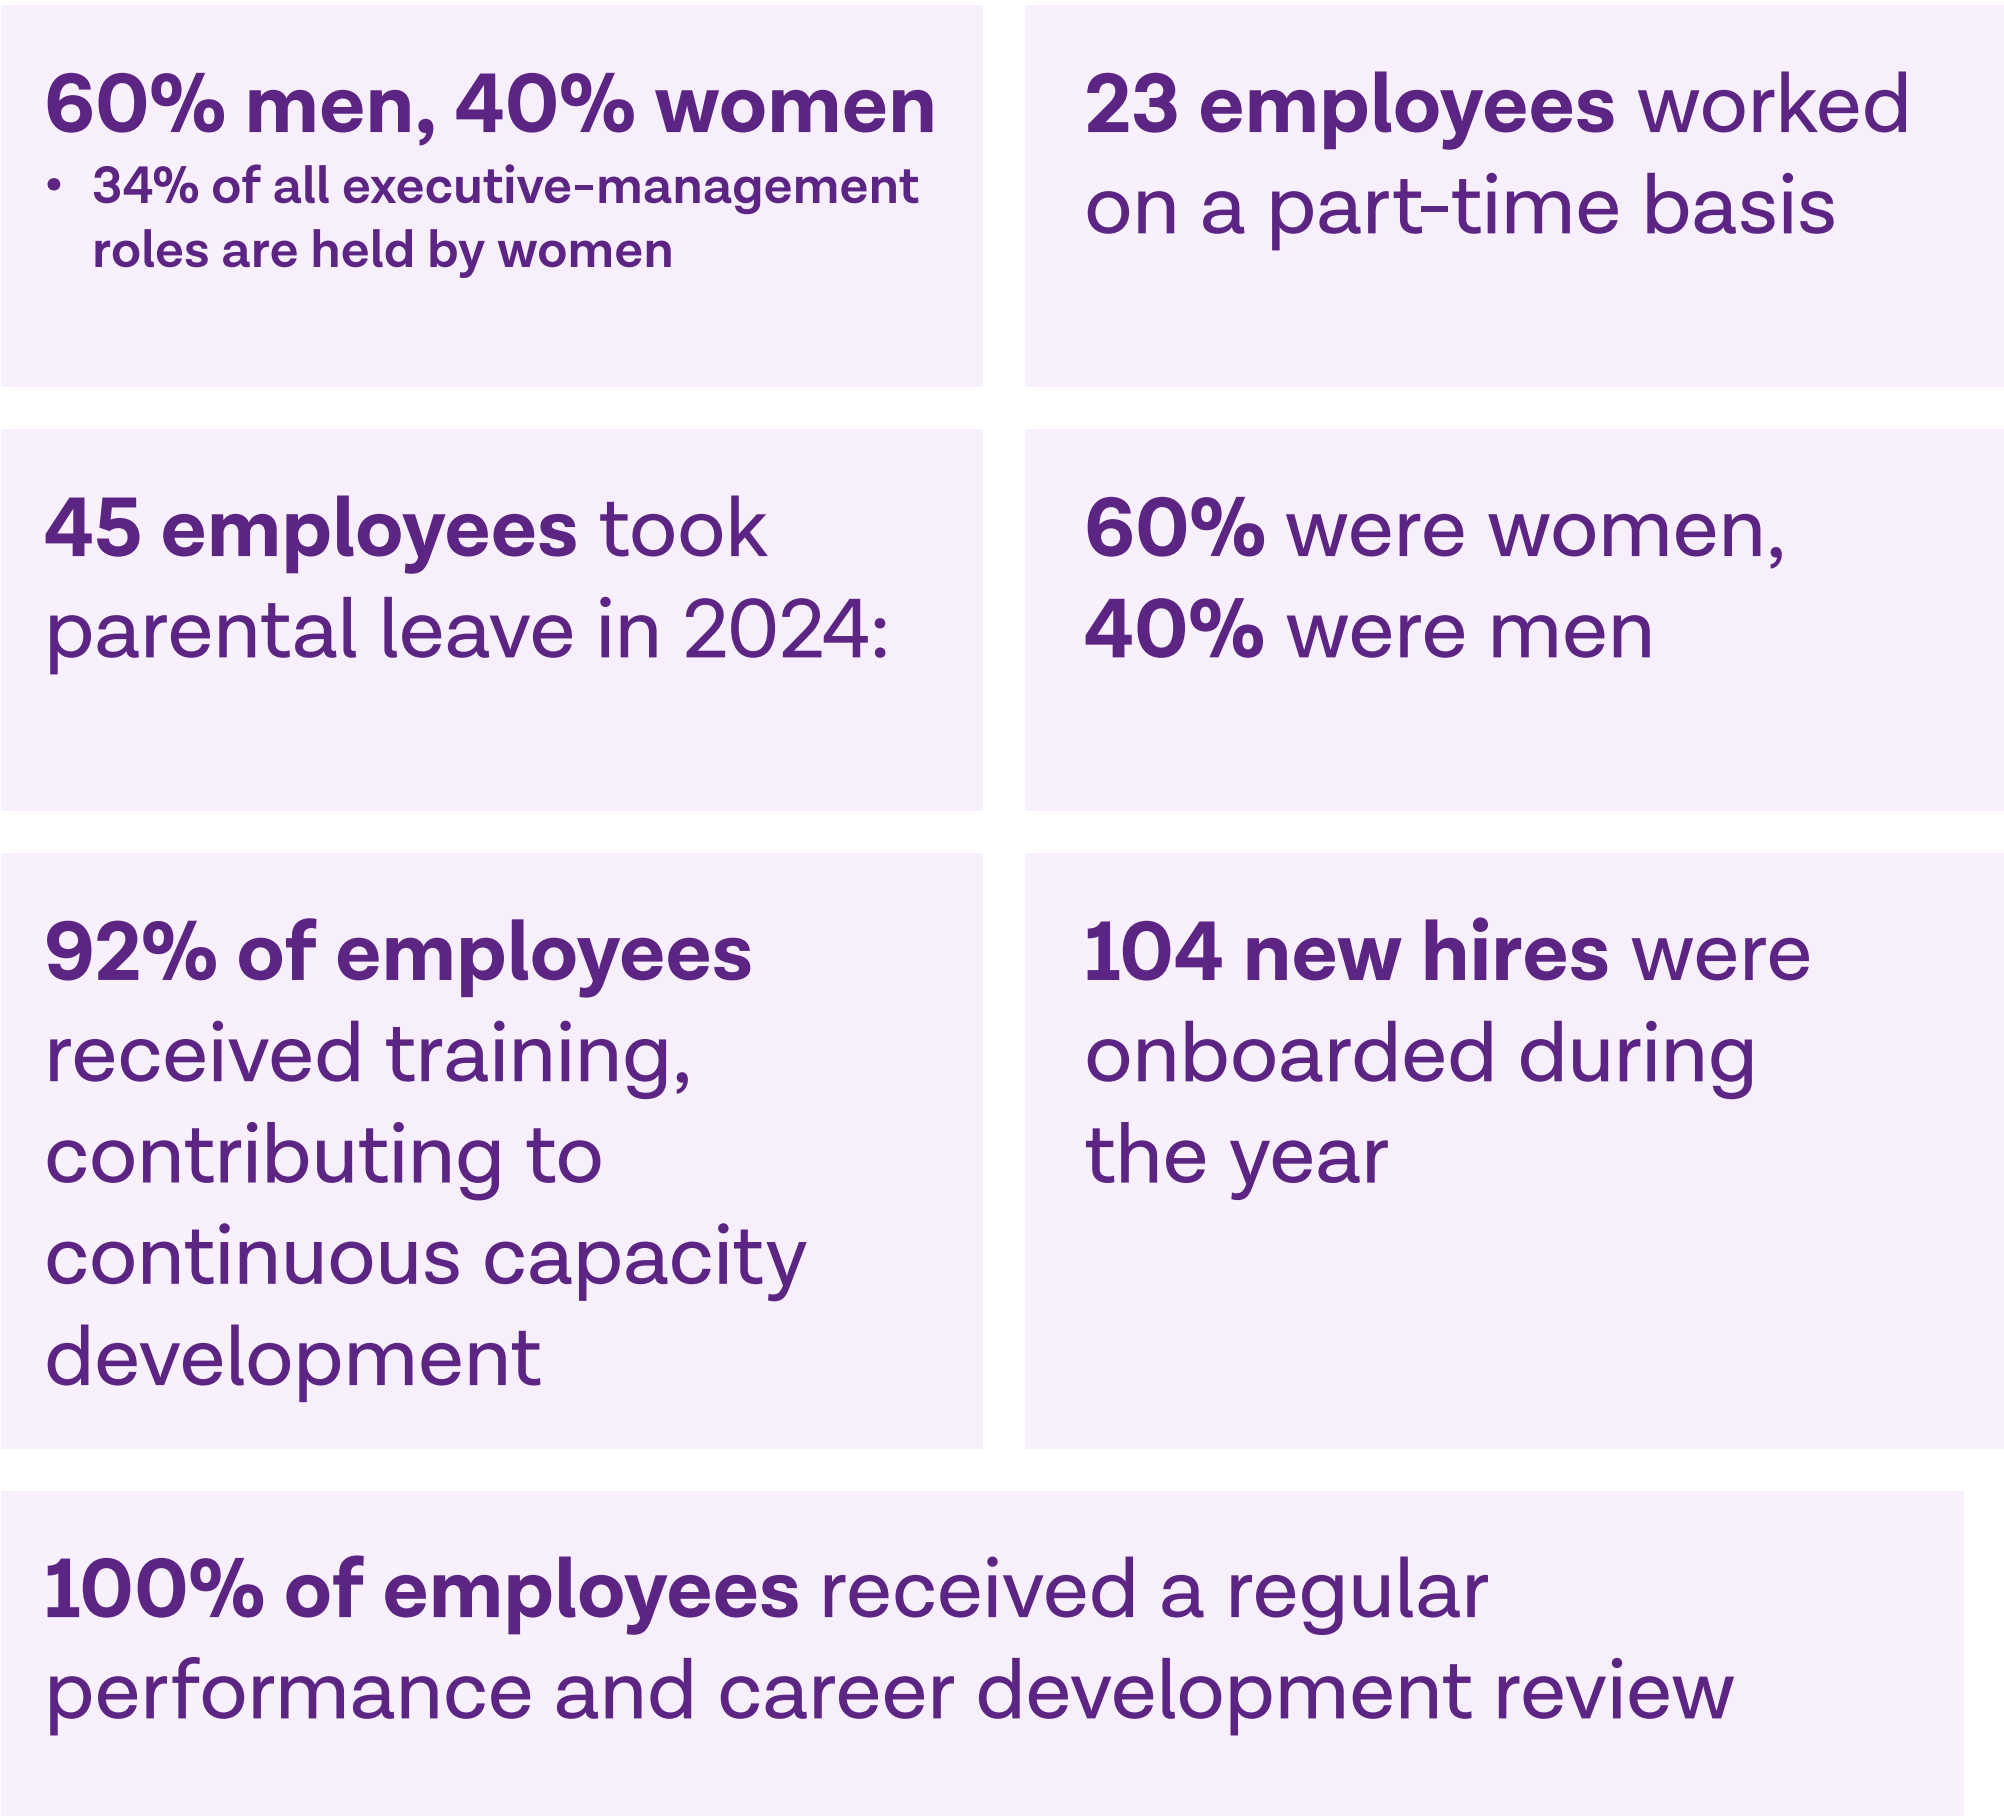 60% men, 40% women
• 34% of all executive-management
roles are held by women
23 employees worked
on a part-time basis
45 employees took
parental leave in 2024:
60% were women,
40% were men
92% of employees
received training,
contributing to
continuous capacity
development
104 new hires were
onboarded during
the year
100% of employees received a regular
performance and career development review